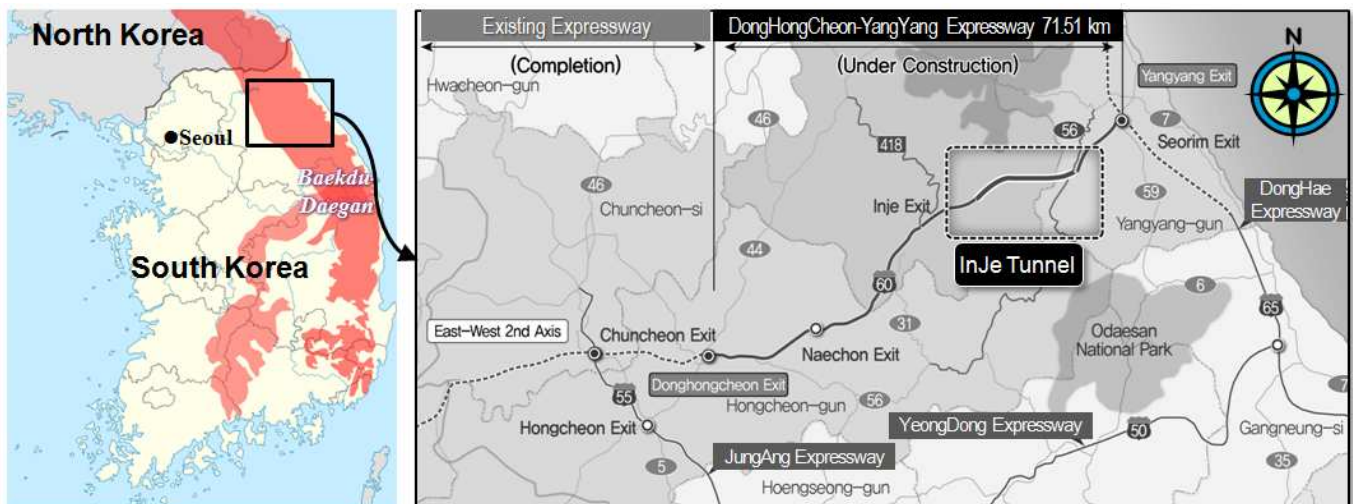 North Korea
Seoul
Baekdu
Daegan
South Korea
Existing Expressway
DongHongCheon-YangYang Expressway 71.51 km
(Completion)
(Under Construction)
Hwacheon-gun
Yangyang Exit
N
46
56
7
418
Seorim Exit
46
59
DongHae
Expressway
Chuncheon-si
Inje Exit
Yangyang-gun
44
InJe Tunnel
60
6
31
65
East-West 2nd Axis
Chuncheon Exit
Odaesan
National Park
Naechon Exit
Donghongcheon Exit
55
Hongcheon-gun
56
7
Hongcheon Exit
YeongDong Expressway
50
Gangneung-si
JungAng Expressway
5
35
Hoengseong-gun